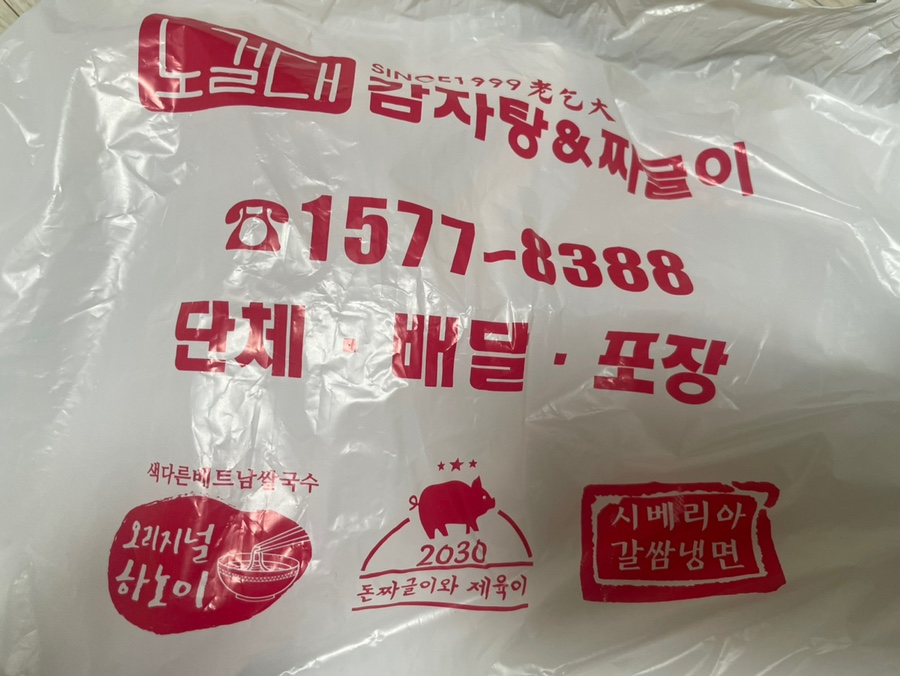 노걸대
SINCE1999 老乞大
감자탕&짜글이
☎1577-8388
단체 · 배달 · 포장
색다른베트남쌀국수
오리지널
하노이
2030
돈짜글이와 제육이
시베리아
갈쌈냉면